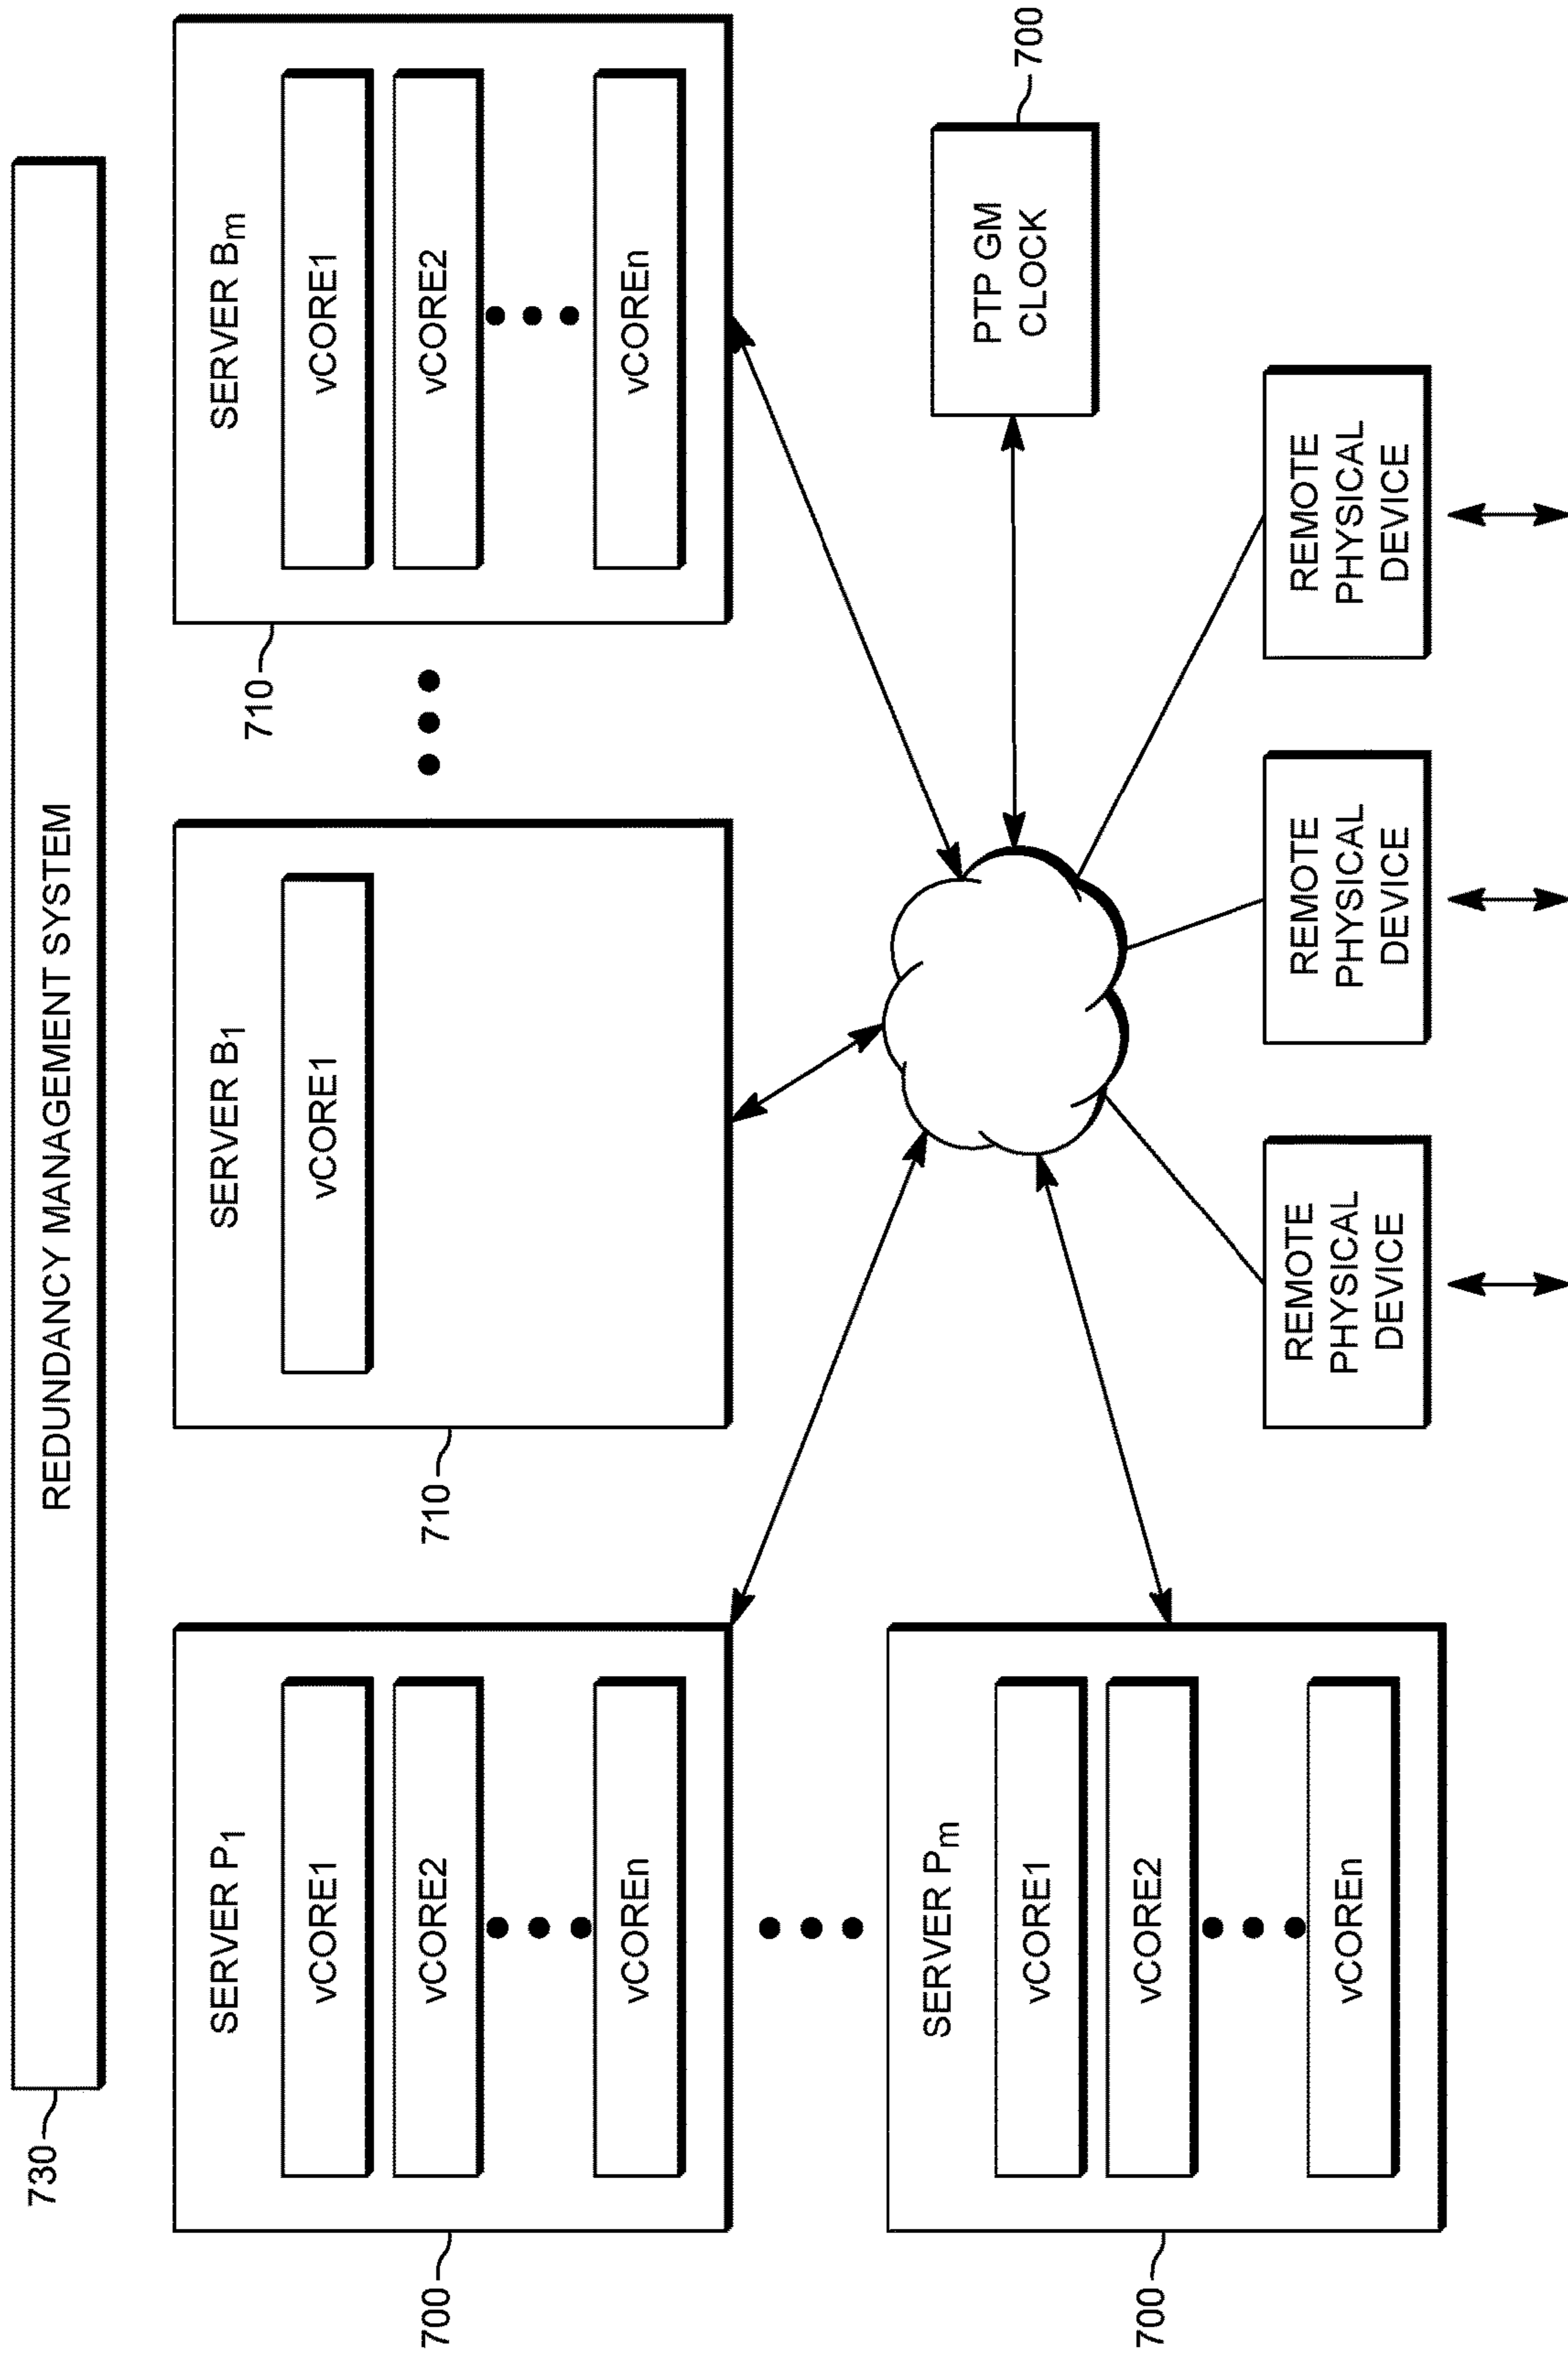 730
REDUNDANCY MANAGEMENT SYSTEM
SERVER P1
vCORE1
vCORE2
vCOREn
700
SERVER B1
vCORE1
710
SERVER Bm
vCORE1
vCORE2
vCOREn
710
SERVER Pm
vCORE1
vCORE2
vCOREn
700
PTP GM
CLOCK
700
REMOTE
PHYSICAL
DEVICE
REMOTE
PHYSICAL
DEVICE
REMOTE
PHYSICAL
DEVICE